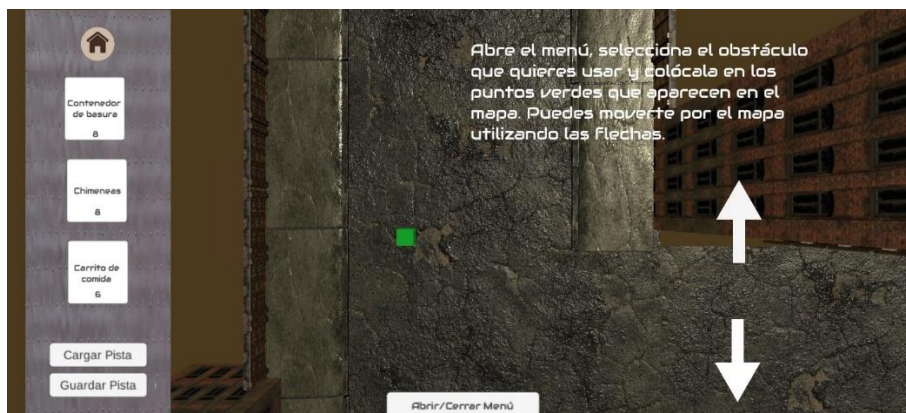 Contenedor
de basura
8
Chimeneas
8
Carrito de
comida
6
Cargar Pista
Guardar Pista
Abre el menú, selecciona el obstáculo
que quieres usar y colócala en los
puntos verdes que aparecen en el
mapa. Puedes moverte por el mapa
utilizando las flechas.
Abrir/Cerrar Menú